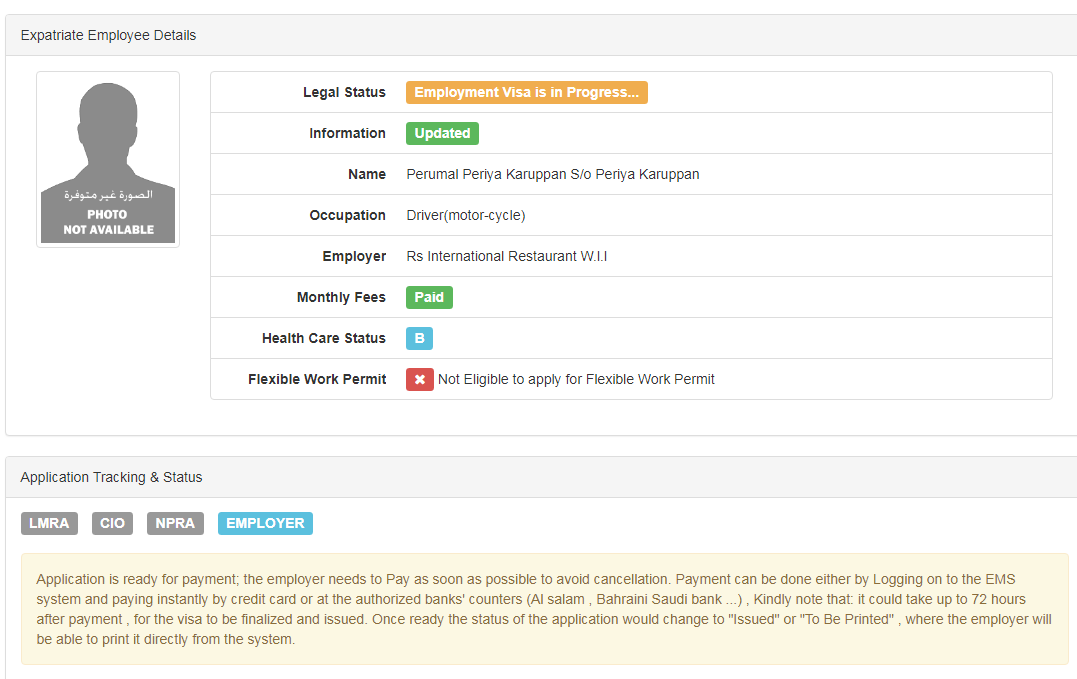 Expatriate Employee Details
الصورة غير متوفرة
PHOTO
NOT AVAILABLE
Legal Status Employment Visa is in Progress...
Information Updated
Name Perumal Periya Karuppan S/o Periya Karuppan
Occupation Driver(motor-cycle)
Employer Rs International Restaurant W.l.l
Monthly Fees Paid
Health Care Status B
Flexible Work Permit Not Eligible to apply for Flexible Work Permit
Application Tracking & Status
LMRA CIO NPRA EMPLOYER
Application is ready for payment; the employer needs to Pay as soon as possible to avoid cancellation. Payment can be done either by Logging on to the EMS
system and paying instantly by credit card or at the authorized banks' counters (Al salam , Bahraini Saudi bank ...) , Kindly note that: it could take up to 72 hours
after payment , for the visa to be finalized and issued. Once ready the status of the application would change to "Issued" or "To Be Printed" , where the employer will
be able to print it directly from the system.